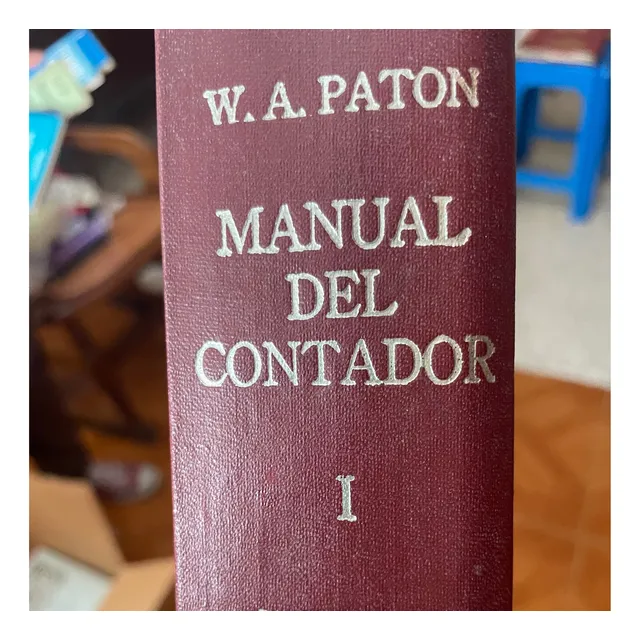 W. A. PATON
MANUAL
DEL
CONTADOR
I